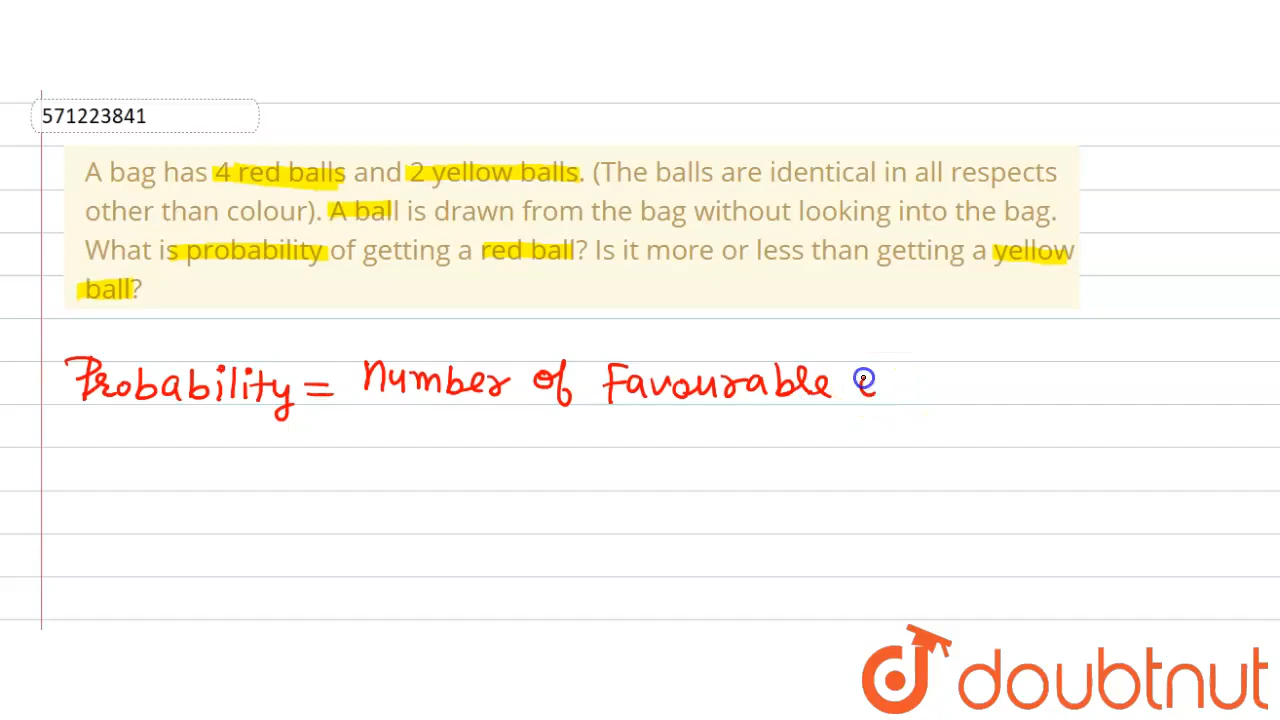 571223841
A bag has 4 red balls and 2 yellow balls. (The balls are identical in all respects
other than colour). A ball is drawn from the bag without looking into the bag.
What is probability of getting a red ball? Is it more or less than getting a yellow
ball?
Probability = Number of Favourable
doubtnut